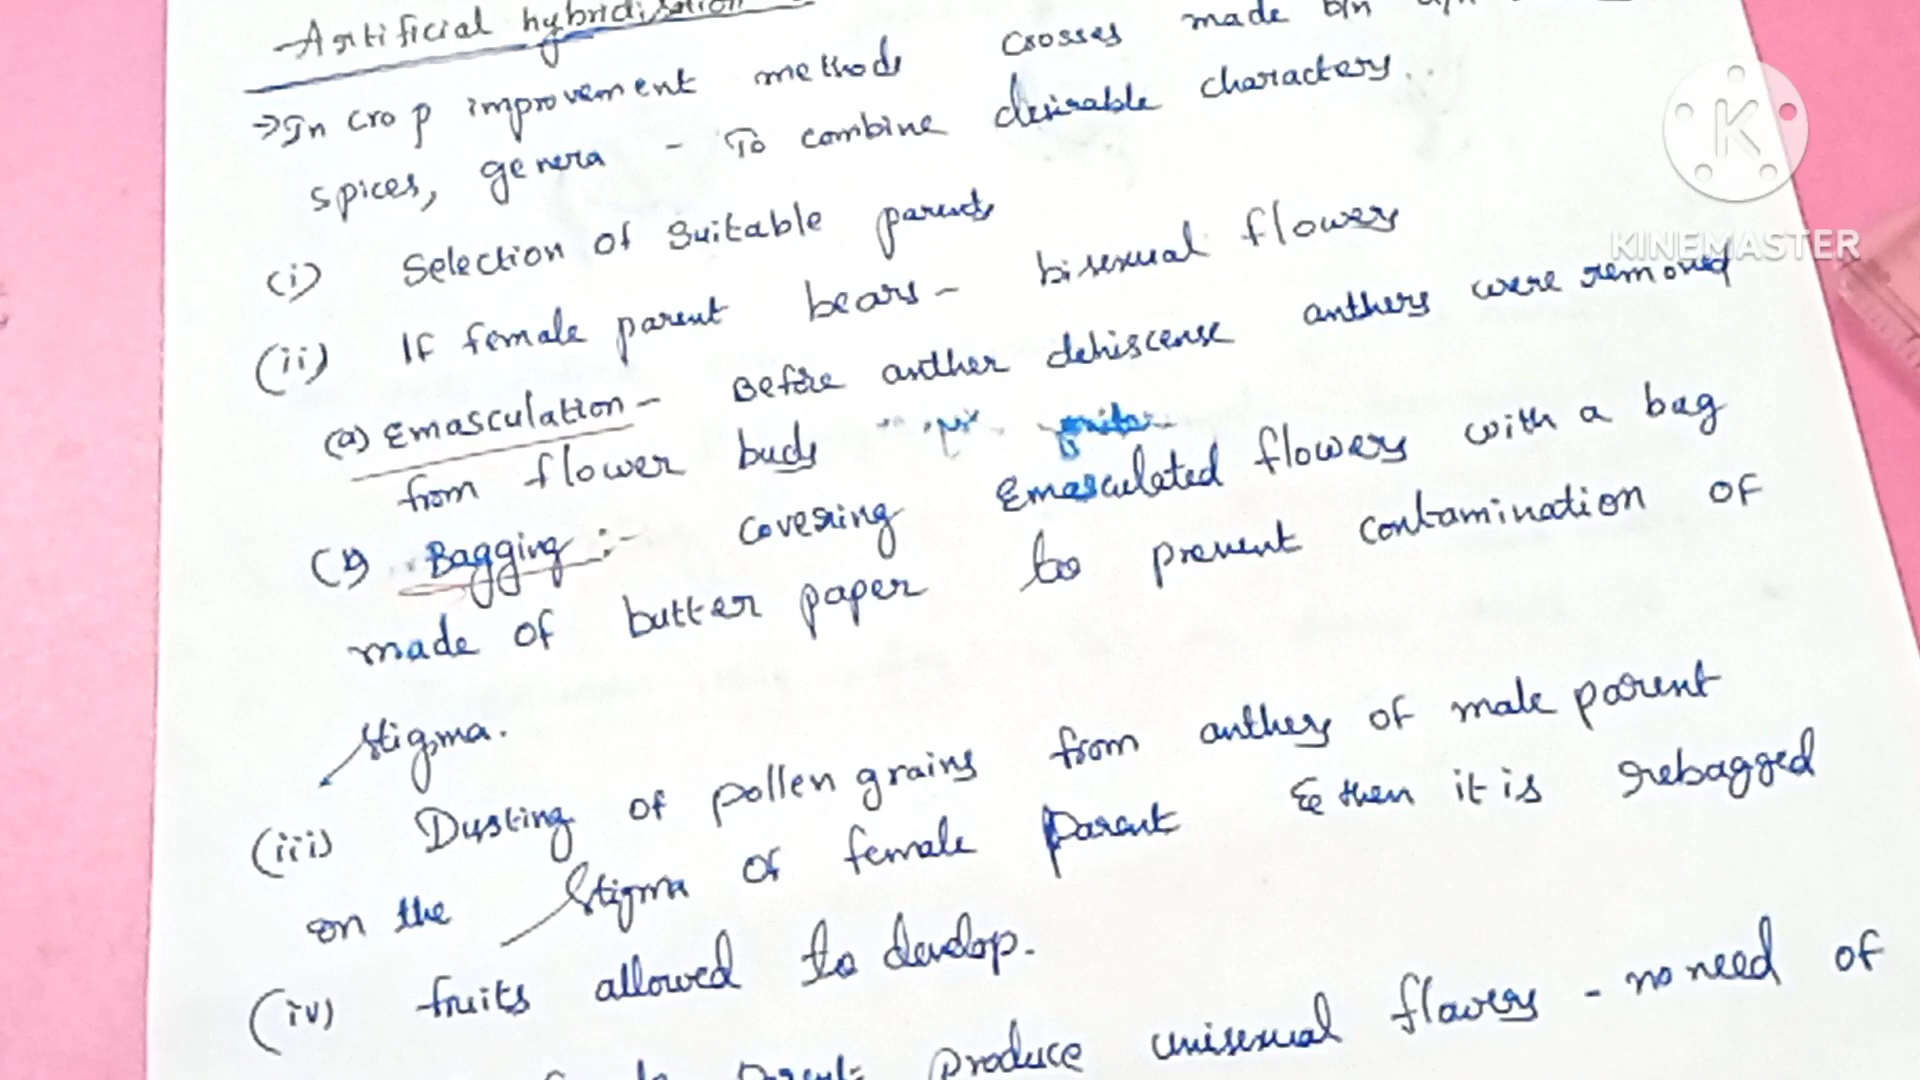 Artificial hybridisation
→In crop improvement methods crosses made b/n
spices, genera - To combine desirable characters.
(i) Selection of Suitable parents
(ii) If female parent bears - bisexual flowers
(a) Emasculation - Before anther dehiscense anthers were removed
from flower buds
(b) Bagging :- covering Emasculated flowers with a bag
made of butter paper to prevent contamination of
stigma.
(iii) Dusting of pollen grains from anthers of male parent
on the stigma of female parent & then it is rebagged
(iv) fruits allowed to develop.
produce unisexual flowers - no need of
K
KINEMASTER